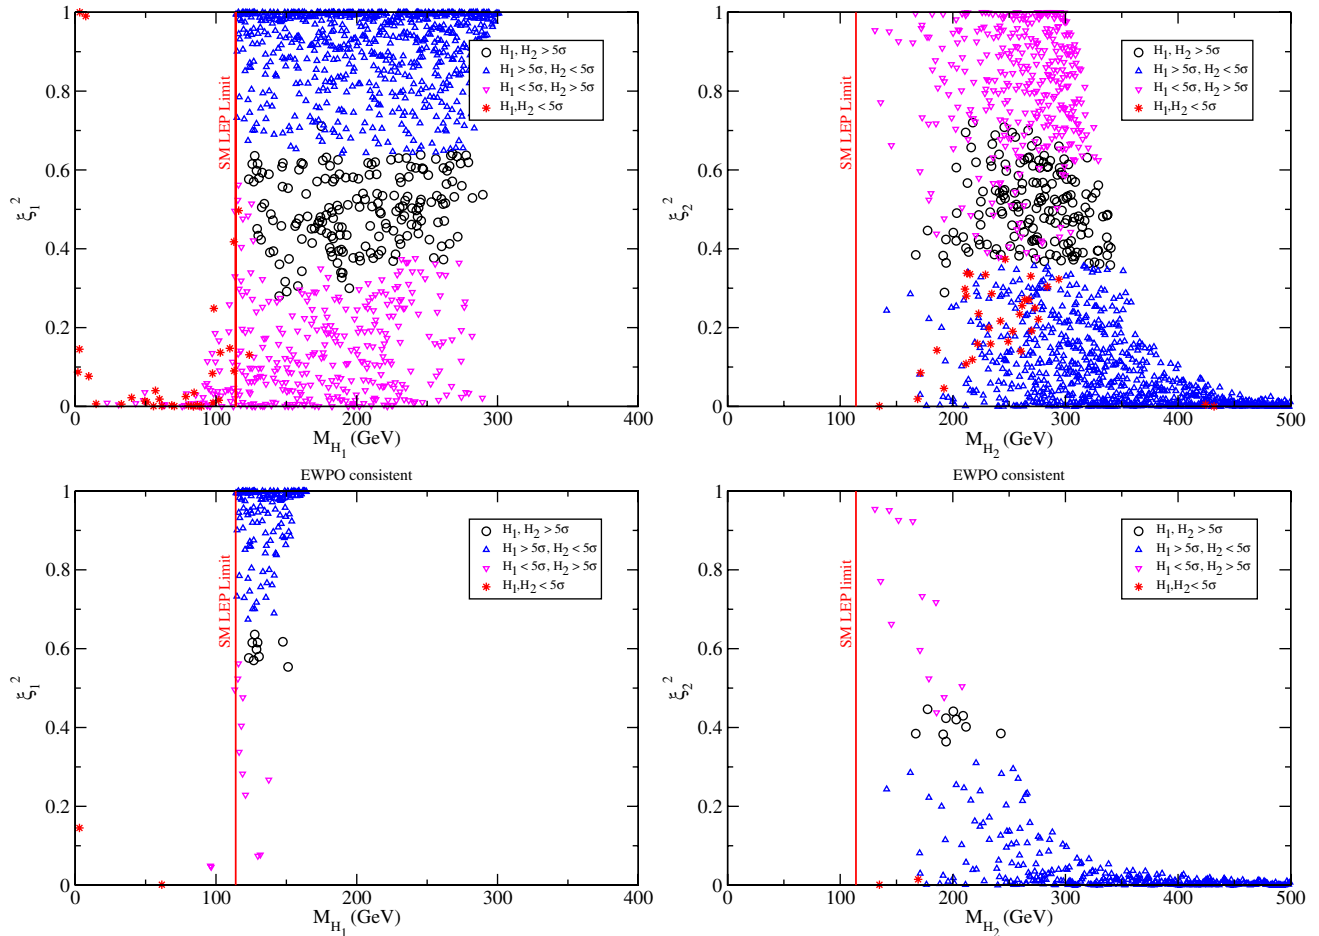 1
0.8
0.6
0.4
0.2
0
ξ₁²
SM LEP Limit
H₁, H₂ > 5σ
H₁ > 5σ, H₂ < 5σ
H₁ < 5σ, H₂ > 5σ
H₁,H₂ < 5σ
0 100 200 300 400
M_H₁ (GeV)
1
0.8
0.6
0.4
0.2
0
ξ₂²
SM LEP Limit
H₁, H₂ > 5σ
H₁ > 5σ, H₂ < 5σ
H₁ < 5σ, H₂ > 5σ
H₁,H₂ < 5σ
0 100 200 300 400 500
M_H₂ (GeV)
EWPO consistent
1
0.8
0.6
0.4
0.2
0
ξ₁²
SM LEP Limit
H₁, H₂ > 5σ
H₁ > 5σ, H₂ < 5σ
H₁ < 5σ, H₂ > 5σ
H₁,H₂ < 5σ
0 100 200 300 400
M_H₁ (GeV)
EWPO consistent
1
0.8
0.6
0.4
0.2
0
ξ₂²
SM LEP limit
H₁, H₂ > 5σ
H₁ > 5σ, H₂ < 5σ
H₁ < 5σ, H₂ > 5σ
H₁,H₂ < 5σ
0 100 200 300 400 500
M_H₂ (GeV)